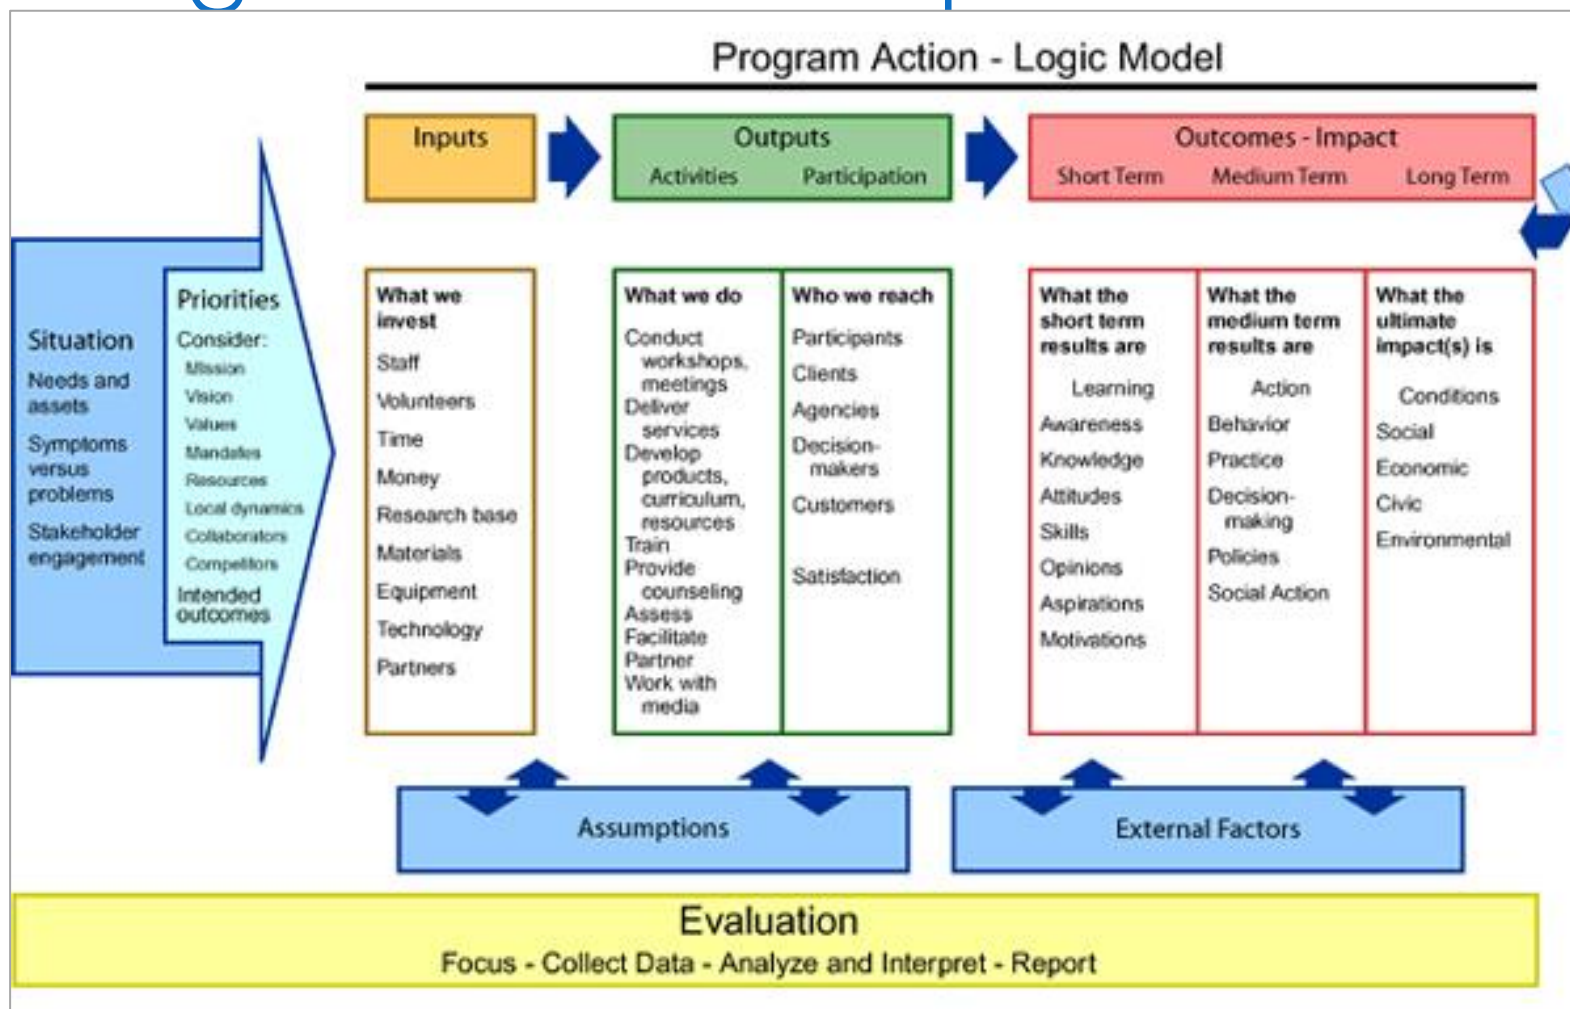 Program Action - Logic Model
Inputs
Outputs
Activities Participation
Outcomes - Impact
Short Term Medium Term Long Term
Situation
Needs and
assets
Symptoms
versus
problems
Stakeholder
engagement
Priorities
Consider:
Mission
Vision
Values
Mandates
Resources
Local dynamics
Collaborators
Competitors
Intended
outcomes
What we
invest
Staff
Volunteers
Time
Money
Research base
Materials
Equipment
Technology
Partners
What we do
Conduct
workshops,
meetings
Deliver
services
Develop
products,
curriculum,
resources
Train
Provide
counseling
Assess
Facilitate
Partner
Work with
media
Who we reach
Participants
Clients
Agencies
Decision-
makers
Customers
Satisfaction
What the
short term
results are
Learning
Awareness
Knowledge
Attitudes
Skills
Opinions
Aspirations
Motivations
What the
medium term
results are
Action
Behavior
Practice
Decision-
making
Policies
Social Action
What the
ultimate
impact(s) is
Conditions
Social
Economic
Civic
Environmental
Assumptions
External Factors
Evaluation
Focus - Collect Data - Analyze and Interpret - Report